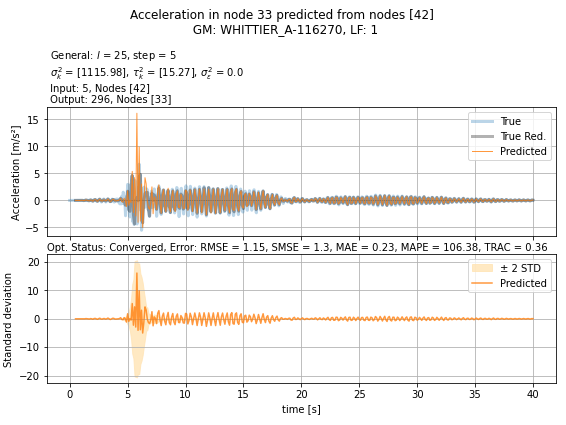 Acceleration in node 33 predicted from nodes [42]
GM: WHITTIER_A-116270, LF: 1
General: l = 25, step = 5
σ²ₖ = [1115.98], τ²ₖ = [15.27], σ²_ε = 0.0
Input: 5, Nodes [42]
Output: 296, Nodes [33]
Acceleration [m/s²]
15
10
5
0
−5
True
True Red.
Predicted
Opt. Status: Converged, Error: RMSE = 1.15, SMSE = 1.3, MAE = 0.23, MAPE = 106.38, TRAC = 0.36
Standard deviation
20
10
0
−10
−20
± 2 STD
Predicted
0 5 10 15 20 25 30 35 40
time [s]